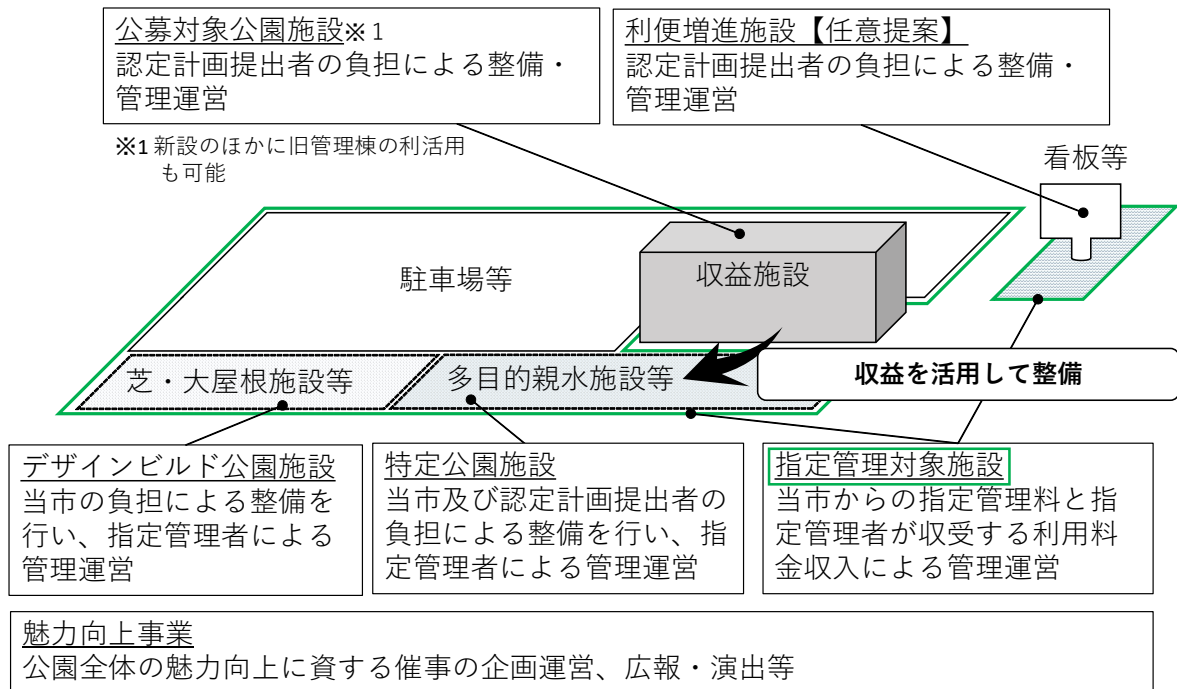 公募対象公園施設※1
認定計画提出者の負担による整備・
管理運営
利便増進施設【任意提案】
認定計画提出者の負担による整備・
管理運営
※1 新設のほかに旧管理棟の利活用
も可能
看板等
駐車場等
収益施設
芝・大屋根施設等
多目的親水施設等
収益を活用して整備
デザインビルド公園施設
当市の負担による整備を
行い、指定管理者による
管理運営
特定公園施設
当市及び認定計画提出者の
負担による整備を行い、指
定管理者による管理運営
指定管理対象施設
当市からの指定管理料と指
定管理者が収受する利用料
金収入による管理運営
魅力向上事業
公園全体の魅力向上に資する催事の企画運営、広報・演出等